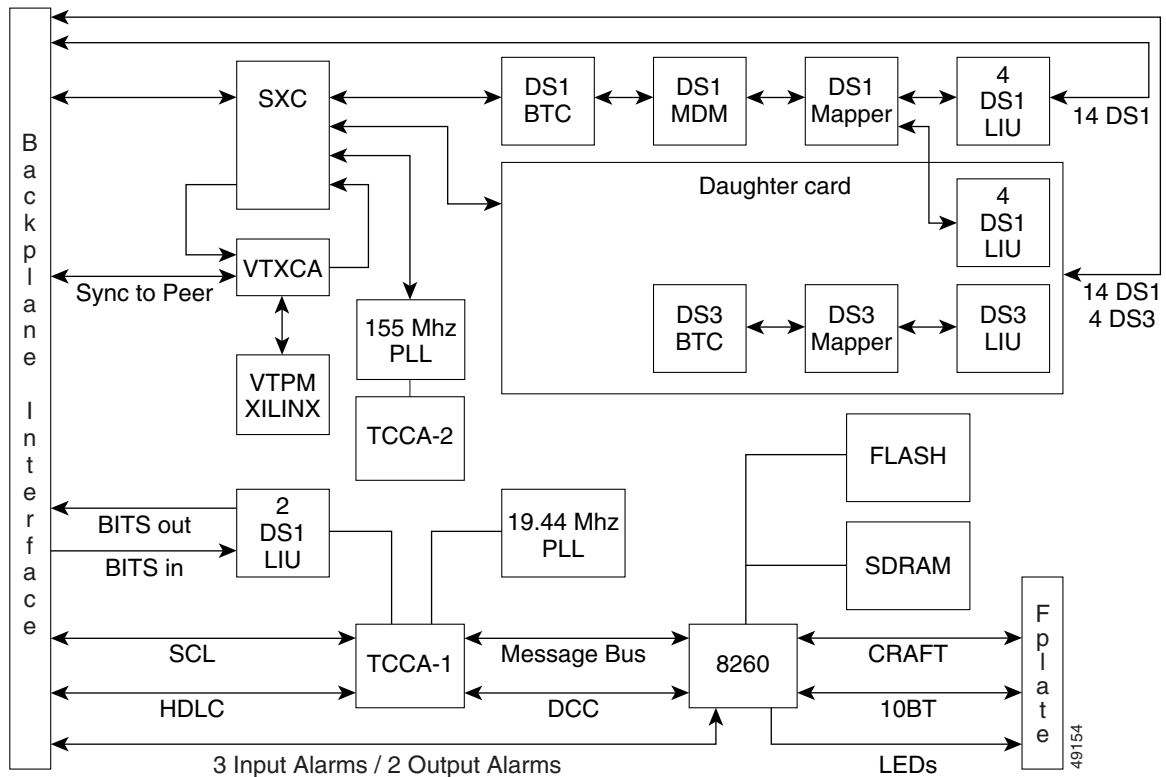 Backplane Interface
SXC
DS1
BTC
DS1
MDM
DS1
Mapper
4
DS1
LIU
14 DS1
Daughter card
4
DS1
LIU
VTXCA
Sync to Peer
14 DS1
4 DS3
155 Mhz
PLL
DS3
BTC
DS3
Mapper
DS3
LIU
VTPM
XILINX
TCCA-2
FLASH
2
DS1
LIU
BITS out
BITS in
19.44 Mhz
PLL
SDRAM
Fplate
SCL
TCCA-1
Message Bus
8260
CRAFT
HDLC
DCC
10BT
3 Input Alarms / 2 Output Alarms
LEDs
49154